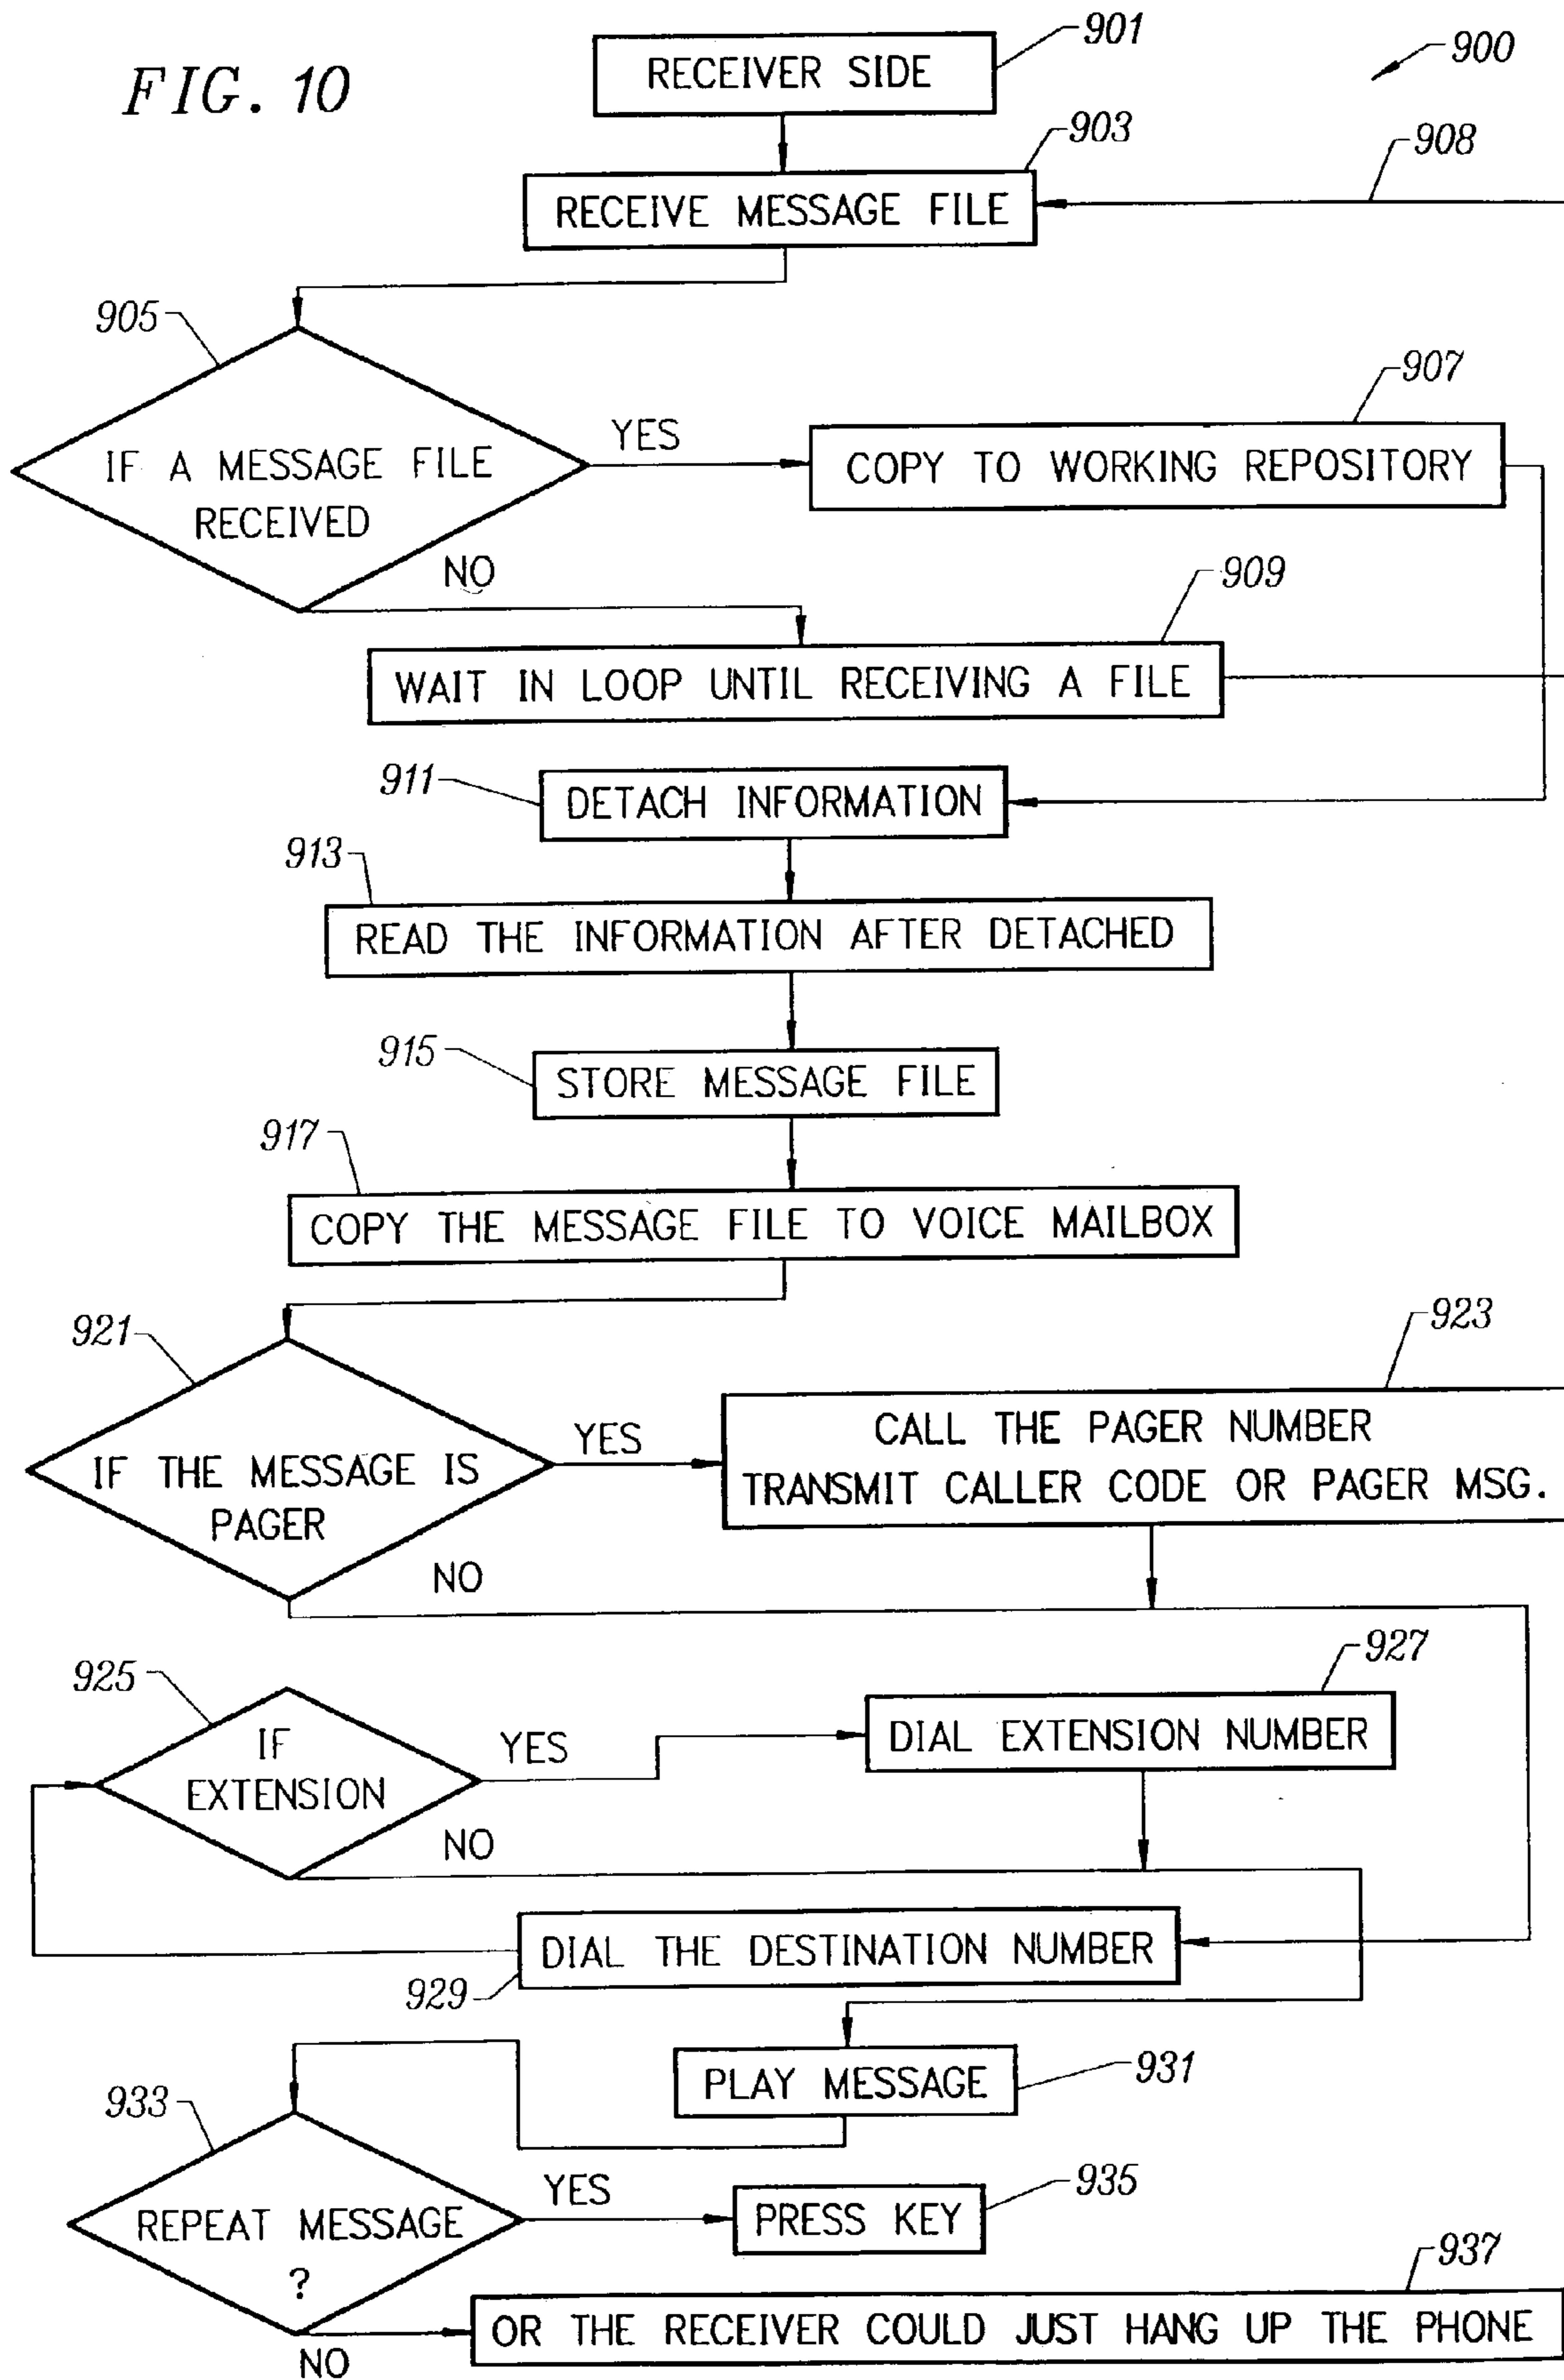 FIG. 10
RECEIVER SIDE
901
900
903
908
RECEIVE MESSAGE FILE
905
907
IF A MESSAGE FILE
RECEIVED
YES
COPY TO WORKING REPOSITORY
NO
909
WAIT IN LOOP UNTIL RECEIVING A FILE
911
DETACH INFORMATION
913
READ THE INFORMATION AFTER DETACHED
915
STORE MESSAGE FILE
917
COPY THE MESSAGE FILE TO VOICE MAILBOX
921
923
IF THE MESSAGE IS
PAGER
YES
CALL THE PAGER NUMBER
TRANSMIT CALLER CODE OR PAGER MSG.
NO
925
927
IF
EXTENSION
YES
DIAL EXTENSION NUMBER
NO
DIAL THE DESTINATION NUMBER
929
PLAY MESSAGE
931
933
REPEAT MESSAGE
?
YES
PRESS KEY
935
937
NO
OR THE RECEIVER COULD JUST HANG UP THE PHONE